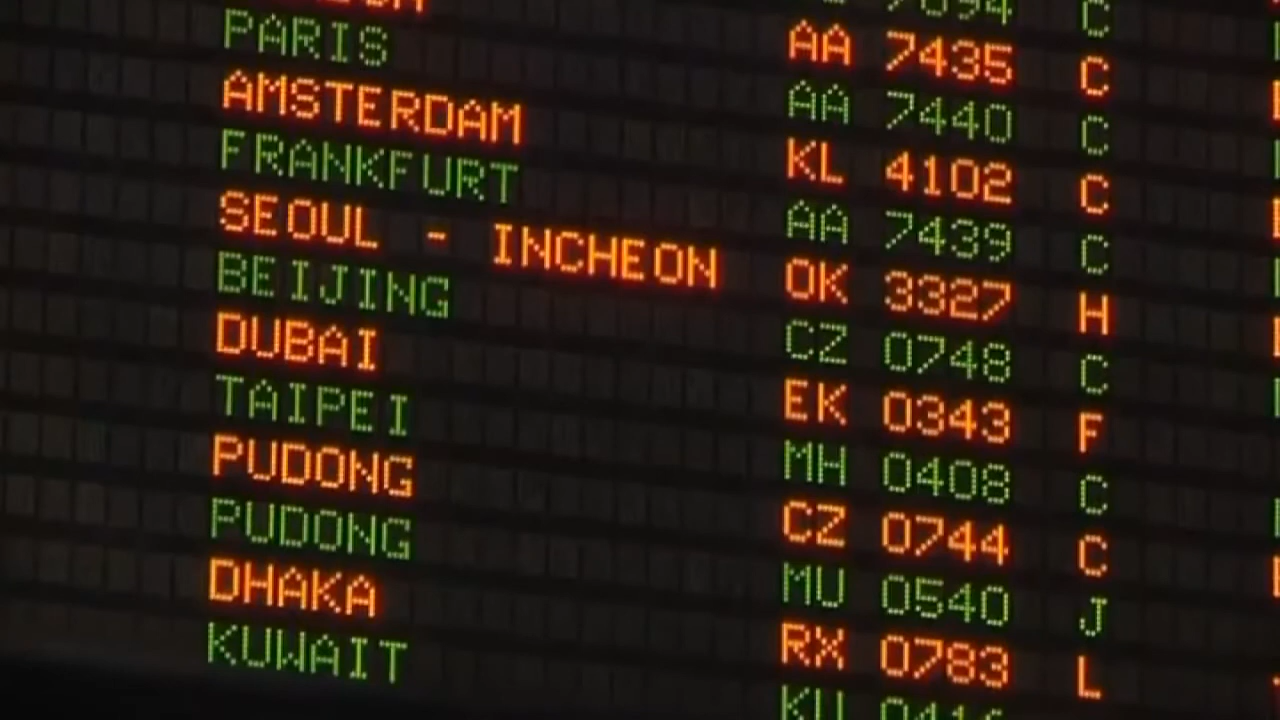 C
AA 7435 C
PARIS AA 7440 C
AMSTERDAM KL 4102 C
FRANKFURT AA 7439 C
SEOUL - INCHEON OK 3327 H
BEIJING CZ 0748 C
DUBAI EK 0343 F
TAIPEI MH 0408 C
PUDONG CZ 0744 C
PUDONG MU 0540 J
DHAKA RX 0783 L
KUWAIT KU